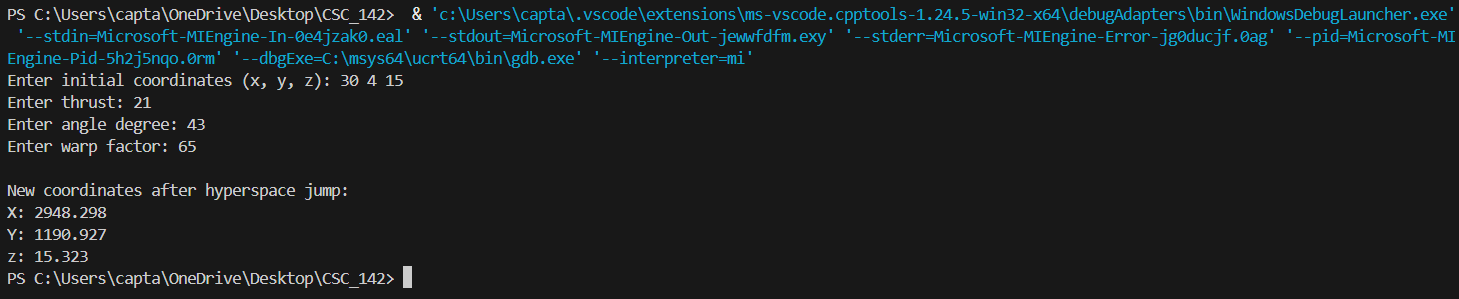 PS C:\Users\capta\OneDrive\Desktop\CSC_142>  & 'c:\Users\capta\.vscode\extensions\ms-vscode.cpptools-1.24.5-win32-x64\debugAdapters\bin\WindowsDebugLauncher.exe'
'--stdin=Microsoft-MIEngine-In-0e4jzak0.eal' '--stdout=Microsoft-MIEngine-Out-jewwfdfm.exy' '--stderr=Microsoft-MIEngine-Error-jg0ducjf.0ag' '--pid=Microsoft-MI
Engine-Pid-5h2j5nqo.0rm' '--dbgExe=C:\msys64\ucrt64\bin\gdb.exe' '--interpreter=mi'
Enter initial coordinates (x, y, z): 30 4 15
Enter thrust: 21
Enter angle degree: 43
Enter warp factor: 65
New coordinates after hyperspace jump:
X: 2948.298
Y: 1190.927
z: 15.323
PS C:\Users\capta\OneDrive\Desktop\CSC_142>